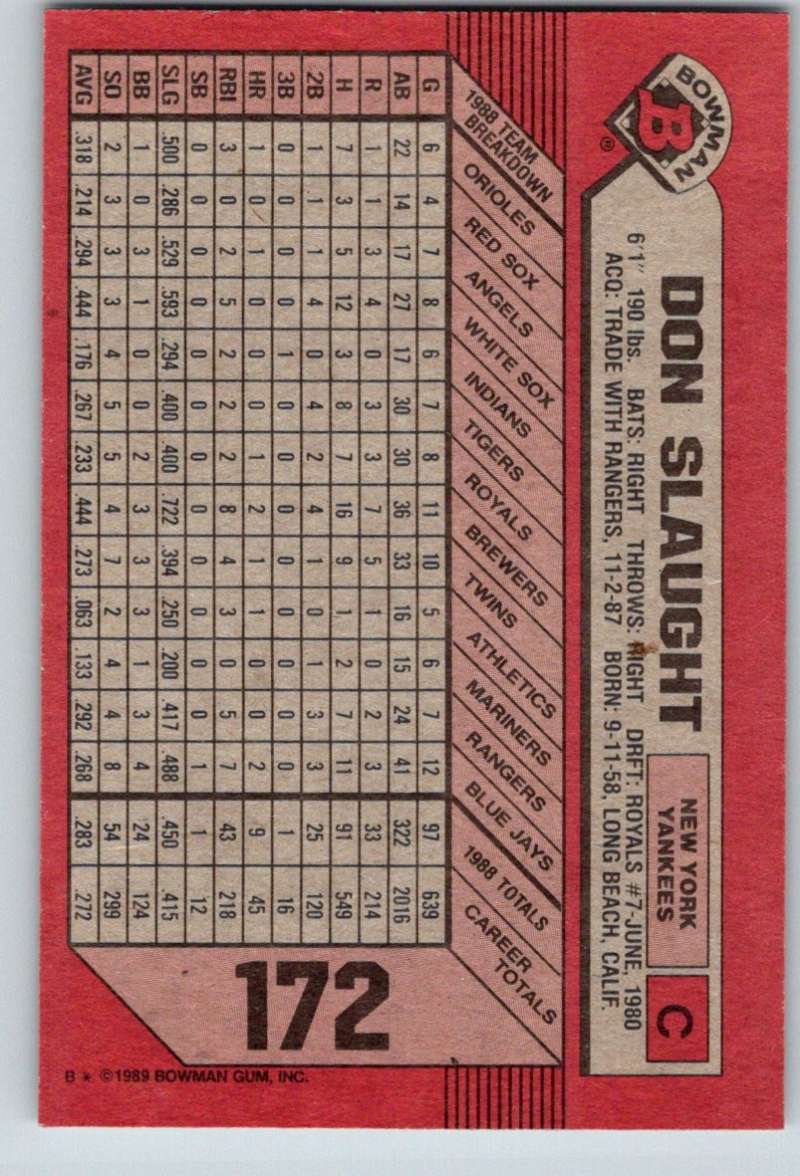 BOWMAN
B ®
DON SLAUGHT
NEW YORK
YANKEES
C
6'1" 190 lbs. BATS: RIGHT THROWS: RIGHT DRFT: ROYALS #7-JUNE, 1980
ACQ: TRADE WITH RANGERS, 11-2-87 BORN: 9-11-58, LONG BEACH, CALIF.
1988 TEAM
BREAKDOWN
ORIOLES
RED SOX
ANGELS
WHITE SOX
INDIANS
TIGERS
ROYALS
BREWERS
TWINS
ATHLETICS
MARINERS
RANGERS
BLUE JAYS
1988 TOTALS
CAREER
TOTALS
G 6 4 7 8 6 7 8 11 10 5 6 7 12 97 639
AB 22 14 17 27 17 30 30 36 33 16 15 24 41 322 2016
R 1 1 3 4 0 3 3 7 5 1 0 2 3 33 214
H 7 3 5 12 3 8 7 16 9 1 2 7 11 91 549
2B 1 1 1 4 0 4 2 4 1 0 1 3 3 25 120
3B 0 0 0 0 1 0 0 0 0 0 0 0 0 1 16
HR 1 0 1 0 0 0 1 2 1 1 0 0 2 9 45
RBI 3 0 2 5 2 2 2 8 4 3 0 5 7 43 218
SB 0 0 0 0 0 0 0 0 0 0 0 0 1 1 12
SLG .500 .286 .529 .593 .294 .400 .400 .722 .394 .250 .200 .417 .488 .450 .415
BB 1 0 3 1 0 0 2 3 3 3 1 3 4 24 124
SO 2 3 3 3 4 5 5 4 7 2 4 4 8 54 299
AVG .318 .214 .294 .444 .176 .267 .233 .444 .273 .063 .133 .292 .268 .283 .272
172
B ★ ©1989 BOWMAN GUM, INC.